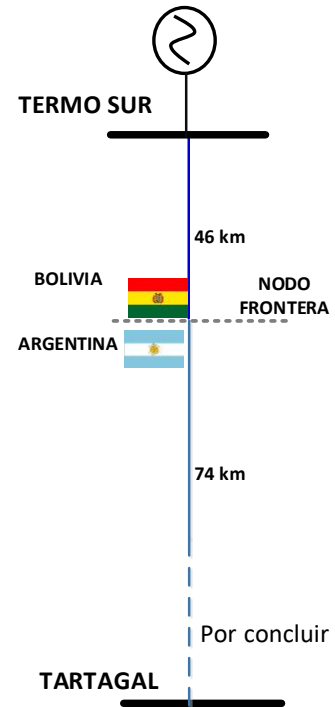 TERMO SUR
46 km
BOLIVIA
NODO
FRONTERA
ARGENTINA
74 km
Por concluir
TARTAGAL